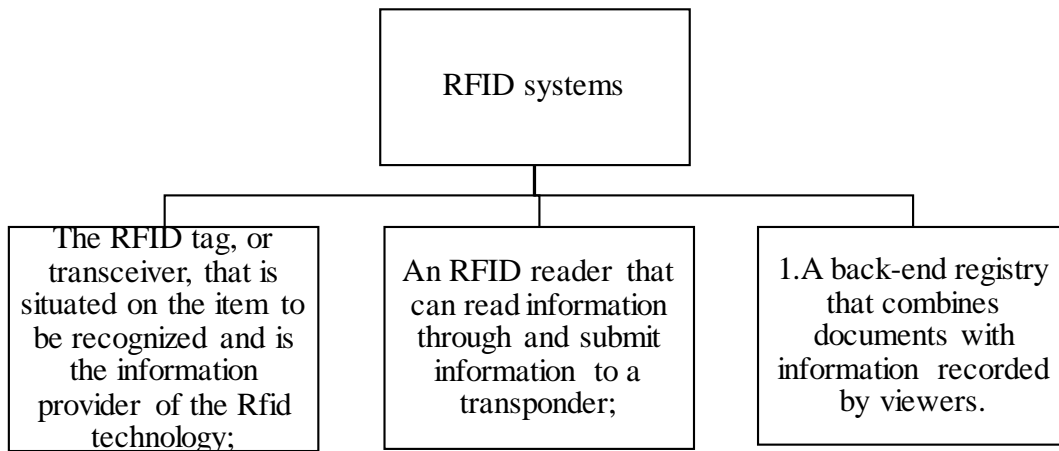 RFID systems
The RFID tag, or
transceiver, that is
situated on the item to
be recognized and is
the information
provider of the Rfid
technology;
An RFID reader that
can read information
through and submit
information to a
transponder;
1.A back-end registry
that combines
documents with
information recorded
by viewers.